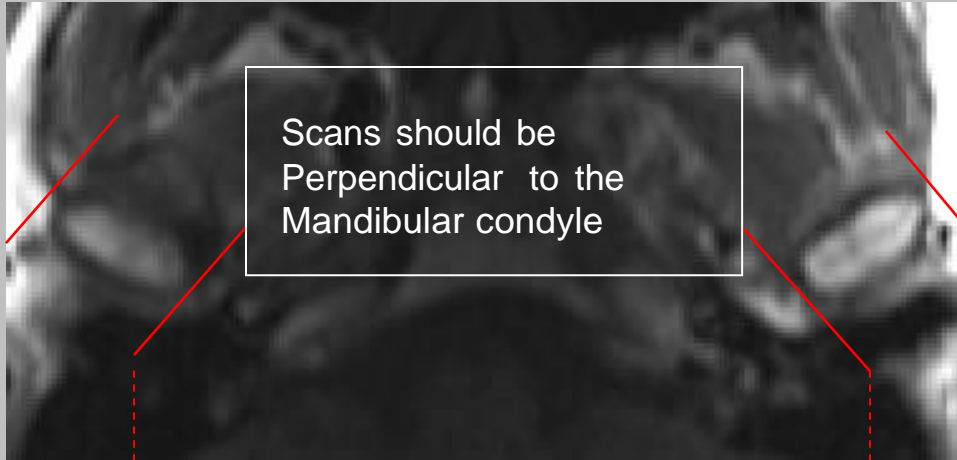 Scans should be
Perpendicular to the
Mandibular condyle